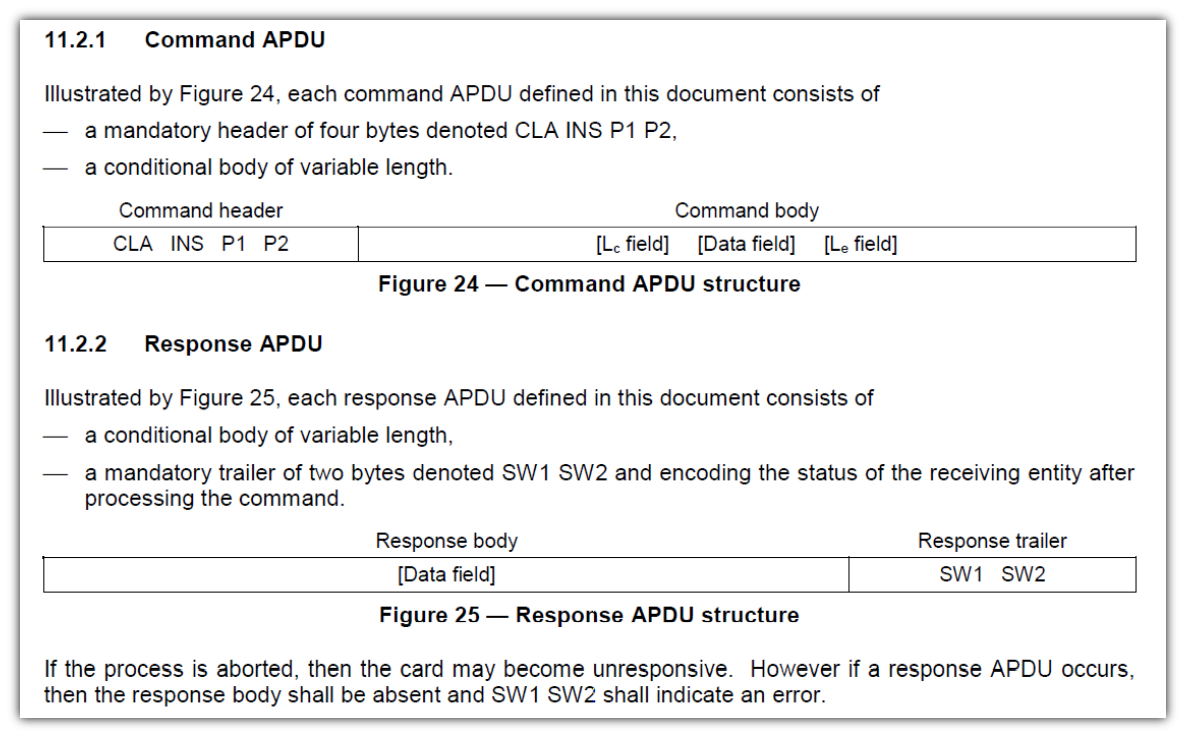 11.2.1 Command APDU
Illustrated by Figure 24, each command APDU defined in this document consists of
— a mandatory header of four bytes denoted CLA INS P1 P2,
— a conditional body of variable length.
Command header Command body
CLA INS P1 P2 [Lc field] [Data field] [Le field]
Figure 24 — Command APDU structure
11.2.2 Response APDU
Illustrated by Figure 25, each response APDU defined in this document consists of
— a conditional body of variable length,
— a mandatory trailer of two bytes denoted SW1 SW2 and encoding the status of the receiving entity after
processing the command.
Response body Response trailer
[Data field] SW1 SW2
Figure 25 — Response APDU structure
If the process is aborted, then the card may become unresponsive. However if a response APDU occurs,
then the response body shall be absent and SW1 SW2 shall indicate an error.